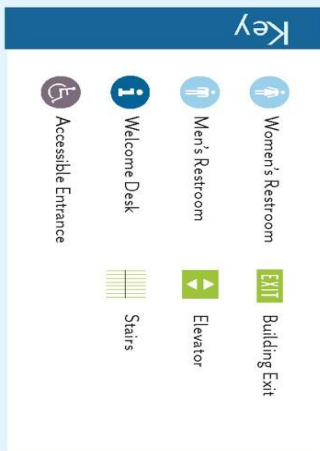 Key
Women's Restroom
Men's Restroom
Welcome Desk
Accessible Entrance
EXIT Building Exit
Elevator
Stairs